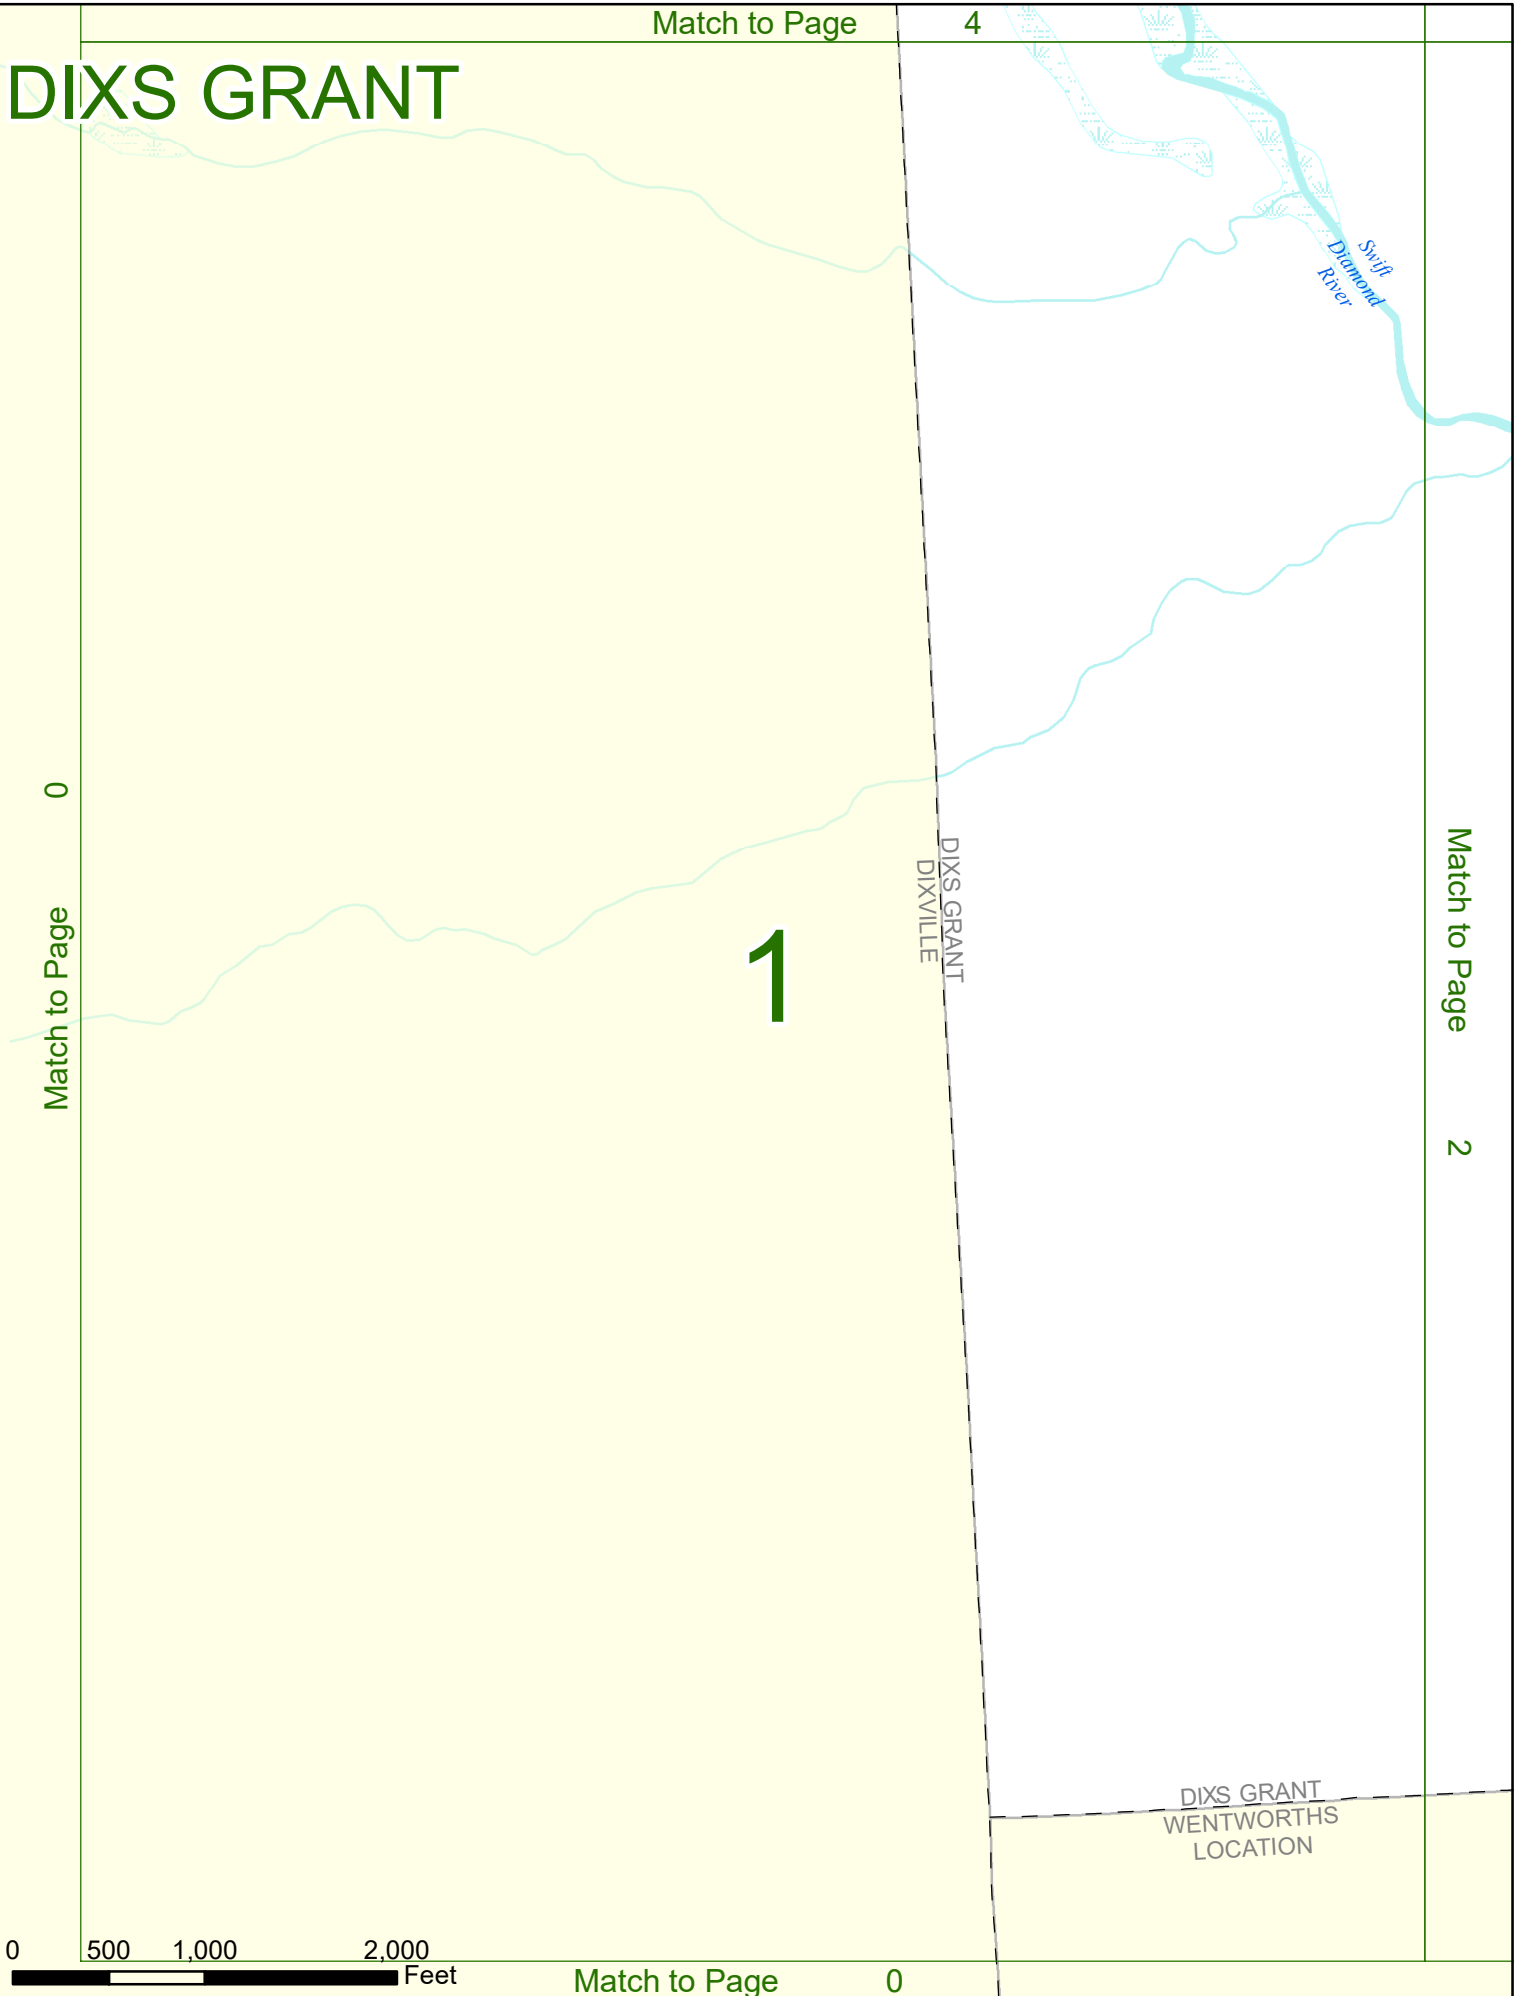 Match to Page 4
DIXS GRANT
Swift
Diamond
River
Match to Page 0
DIXS GRANT
DIXVILLE
1
Match to Page 2
DIXS GRANT
WENTWORTHS
LOCATION
0 500 1,000 2,000
Feet
Match to Page 0